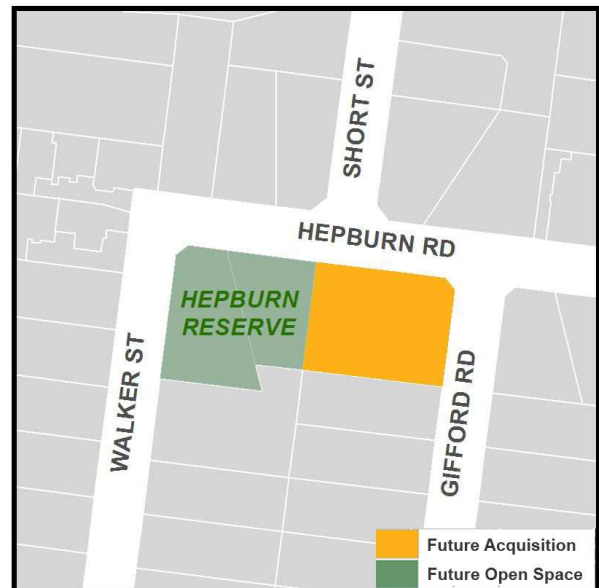 SHORT ST
HEPBURN RD
HEPBURN
RESERVE
WALKER ST
GIFFORD RD
Future Acquisition
Future Open Space